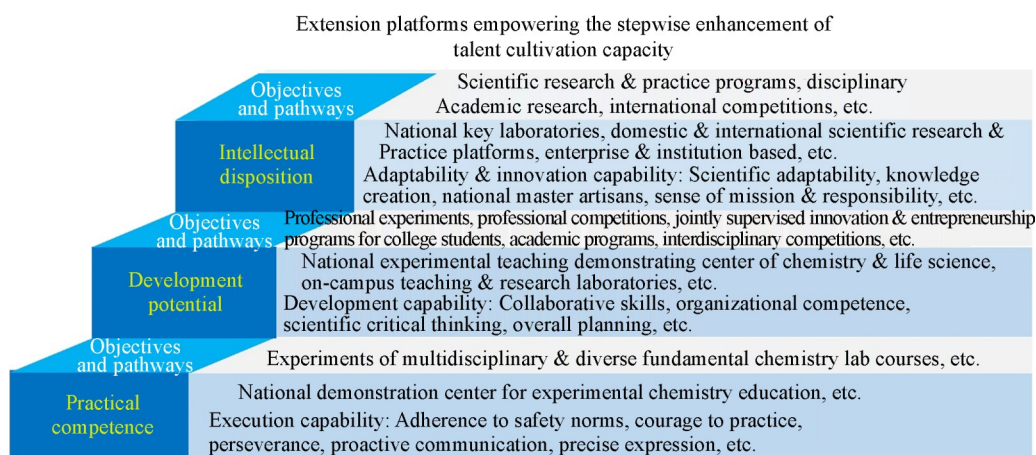 Extension platforms empowering the stepwise enhancement of
talent cultivation capacity
Objectives
and pathways
Scientific research & practice programs, disciplinary
Academic research, international competitions, etc.
Intellectual
disposition
National key laboratories, domestic & international scientific research &
Practice platforms, enterprise & institution based, etc.
Adaptability & innovation capability: Scientific adaptability, knowledge
creation, national master artisans, sense of mission & responsibility, etc.
Objectives
and pathways
Professional experiments, professional competitions, jointly supervised innovation & entrepreneurship
programs for college students, academic programs, interdisciplinary competitions, etc.
Development
potential
National experimental teaching demonstrating center of chemistry & life science,
on-campus teaching & research laboratories, etc.
Development capability: Collaborative skills, organizational competence,
scientific critical thinking, overall planning, etc.
Objectives
and pathways
Experiments of multidisciplinary & diverse fundamental chemistry lab courses, etc.
Practical
competence
National demonstration center for experimental chemistry education, etc.
Execution capability: Adherence to safety norms, courage to practice,
perseverance, proactive communication, precise expression, etc.